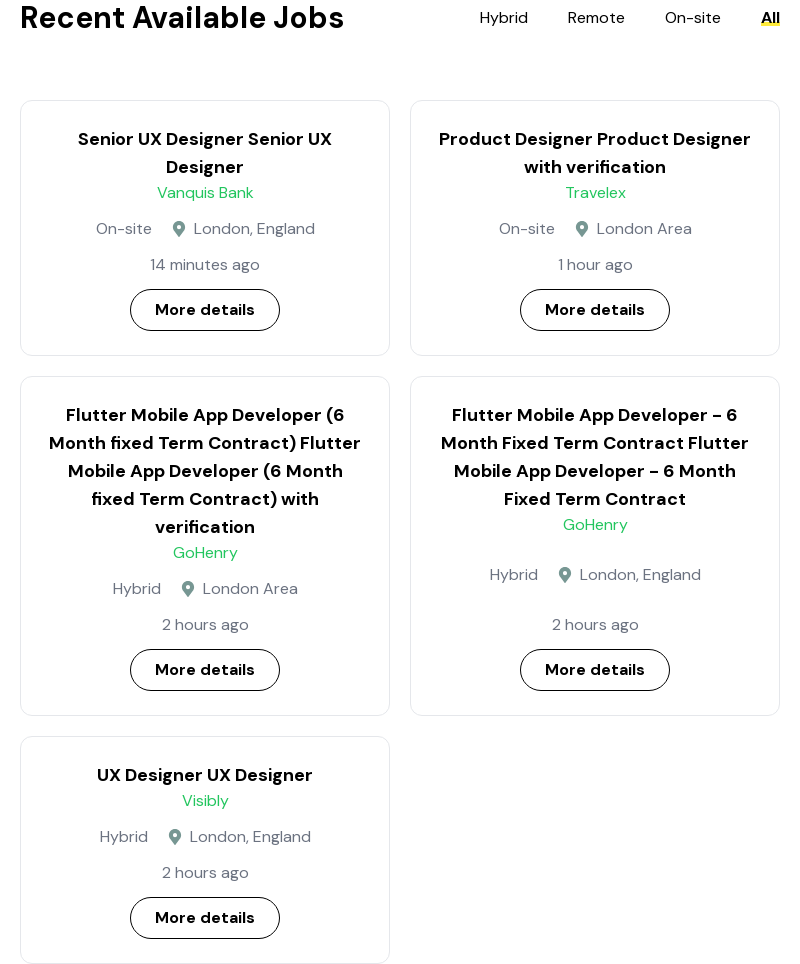 Recent Available Jobs
Hybrid Remote On-site All
Senior UX Designer Senior UX
Designer
Vanquis Bank
On-site London, England
14 minutes ago
More details
Product Designer Product Designer
with verification
Travelex
On-site London Area
1 hour ago
More details
Flutter Mobile App Developer (6
Month fixed Term Contract) Flutter
Mobile App Developer (6 Month
fixed Term Contract) with
verification
GoHenry
Hybrid London Area
2 hours ago
More details
Flutter Mobile App Developer – 6
Month Fixed Term Contract Flutter
Mobile App Developer – 6 Month
Fixed Term Contract
GoHenry
Hybrid London, England
2 hours ago
More details
UX Designer UX Designer
Visibly
Hybrid London, England
2 hours ago
More details